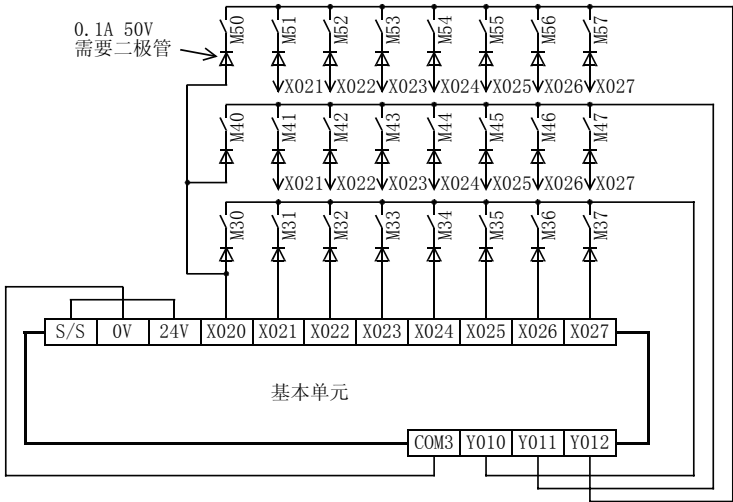 M50 M51 M52 M53 M54 M55 M56 M57
0.1A 50V
需要二极管
X021 X022 X023 X024 X025 X026 X027
M40 M41 M42 M43 M44 M45 M46 M47
X021 X022 X023 X024 X025 X026 X027
M30 M31 M32 M33 M34 M35 M36 M37
S/S 0V 24V X020 X021 X022 X023 X024 X025 X026 X027
基本单元
COM3 Y010 Y011 Y012